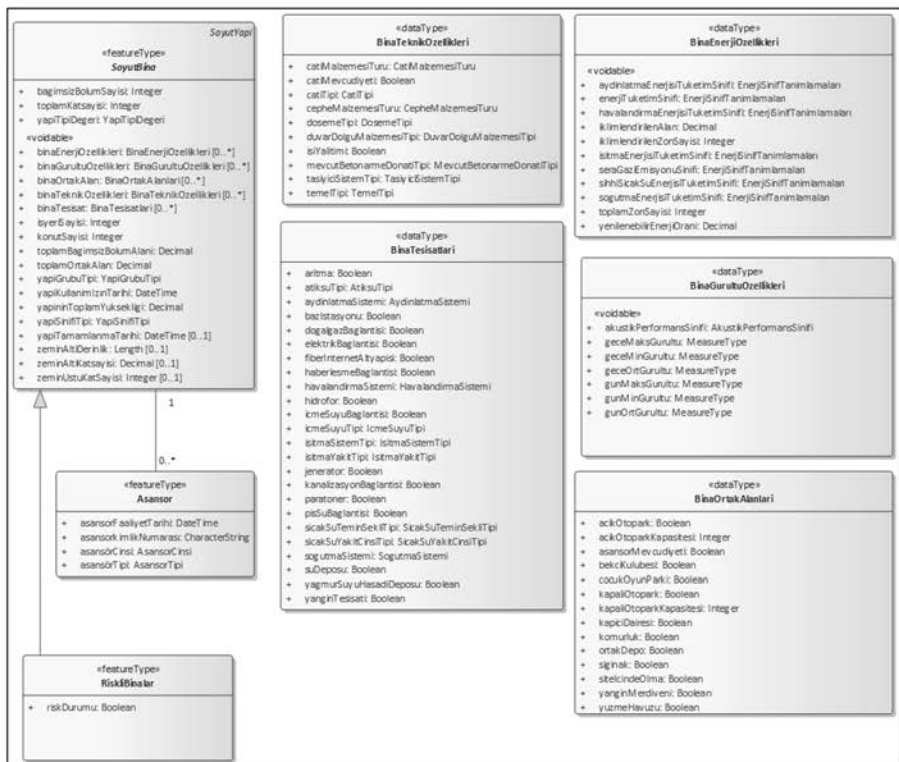 SoyutYapi
«featureType»
SoyutBina
+ bagimsizBolumSayisi: Integer
+ toplamKatsayisi: Integer
+ yapiTipiDegeri: YapiTipiDegeri
«voidable»
+ binaEnerjiOzellikleri: BinaEnerjiOzellikleri [0..*]
+ binaGurultuOzellikleri: BinaGurultuOzellikleri [0..*]
+ binaOrtakAlan: BinaOrtakAlanlari [0..*]
+ binaTeknikOzellikleri: BinaTeknikOzellikleri [0..*]
+ binaTesisat: BinaTesisatlari [0..*]
+ isyeriSayisi: Integer
+ konutSayisi: Integer
+ toplamBagimsizBolumAlani: Decimal
+ toplamOrtakAlan: Decimal
+ yapiGrubuTipi: YapiGrubuTipi
+ yapiKullanimIzinTarihi: DateTime
+ yapininToplamYuksekligi: Decimal
+ yapiSinifiTipi: YapiSinifiTipi
+ yapiTamamlanmaTarihi: DateTime [0..1]
+ zeminAltiDerinlik: Length [0..1]
+ zeminAltiKatsayisi: Decimal [0..1]
+ zeminUstuKatSayisi: Integer [0..1]
1
0..*
«featureType»
Asansor
+ asansorFaaliyetTarihi: DateTime
+ asansorKimlikNumarasi: CharacterString
+ asansörCinsi: AsansorCinsi
+ asansörTipi: AsansorTipi
«featureType»
RiskliBinalar
+ riskDurumu: Boolean
«dataType»
BinaTeknikOzellikleri
+ catiMalzemesiTuru: CatiMalzemesiTuru
+ catiMevcudiyeti: Boolean
+ catiTipi: CatiTipi
+ cepheMalzemesiTuru: CepheMalzemesiTuru
+ dosemeTipi: DosemeTipi
+ duvarDolguMalzemesiTipi: DuvarDolguMalzemesiTipi
+ isiYalitimi: Boolean
+ mevcutBetonarmeDonatiTipi: MevcutBetonarmeDonatiTipi
+ tasiyiciSistemTipi: TasiyiciSistemTipi
+ temelTipi: TemelTipi
«dataType»
BinaTesisatlari
+ aritma: Boolean
+ atiksuTipi: AtiksuTipi
+ aydinlatmaSistemi: AydinlatmaSistemi
+ bazIstasyonu: Boolean
+ dogalgazBaglantisi: Boolean
+ elektrikBaglantisi: Boolean
+ fiberInternetAltyapisi: Boolean
+ haberlesmeBaglantisi: Boolean
+ havalandirmaSistemi: HavalandirmaSistemi
+ hidrofor: Boolean
+ icmeSuyuBaglantisi: Boolean
+ icmeSuyuTipi: IcmeSuyuTipi
+ isitmaSistemTipi: IsitmaSistemTipi
+ isitmaYakitTipi: IsitmaYakitTipi
+ jenerator: Boolean
+ kanalizasyonBaglantisi: Boolean
+ paratoner: Boolean
+ pisSuBaglantisi: Boolean
+ sicakSuTeminSekliTipi: SicakSuTeminSekliTipi
+ sicakSuYakitCinsiTipi: SicakSuYakitCinsiTipi
+ sogutmaSistemi: SogutmaSistemi
+ suDeposu: Boolean
+ yagmurSuyuHasadiDeposu: Boolean
+ yanginTesisati: Boolean
«dataType»
BinaEnerjiOzellikleri
«voidable»
+ aydinlatmaEnerjisiTuketimSinifi: EnerjiSinifTanimlamalari
+ enerjiTuketimSinifi: EnerjiSinifTanimlamalari
+ havalandirmaEnerjisiTuketimSinifi: EnerjiSinifTanimlamalari
+ iklimlendirilenAlan: Decimal
+ iklimlendirilenZonSayisi: Integer
+ isitmaEnerjisiTuketimSinifi: EnerjiSinifTanimlamalari
+ seraGaziEmisyonuSinifi: EnerjiSinifTanimlamalari
+ sihhiSicakSuEnerjisiTuketimSinifi: EnerjiSinifTanimlamalari
+ sogutmaEnerjisiTuketimSinifi: EnerjiSinifTanimlamalari
+ toplamZonSayisi: Integer
+ yenilenebilirEnerjiOrani: Decimal
«dataType»
BinaGurultuOzellikleri
«voidable»
+ akustikPerformansSinifi: AkustikPerformansSinifi
+ geceMaksGurultu: MeasureType
+ geceMinGurultu: MeasureType
+ geceOrtGurultu: MeasureType
+ gunMaksGurultu: MeasureType
+ gunMinGurultu: MeasureType
+ gunOrtGurultu: MeasureType
«dataType»
BinaOrtakAlanlari
+ acikOtopark: Boolean
+ acikOtoparkKapasitesi: Integer
+ asansorMevcudiyeti: Boolean
+ bekciKulubesi: Boolean
+ cocukOyunParki: Boolean
+ kapaliOtopark: Boolean
+ kapaliOtoparkKapasitesi: Integer
+ kapiciDairesi: Boolean
+ komurluk: Boolean
+ ortakDepo: Boolean
+ siginak: Boolean
+ siteIcindeOlma: Boolean
+ yanginMerdiveni: Boolean
+ yuzmeHavuzu: Boolean